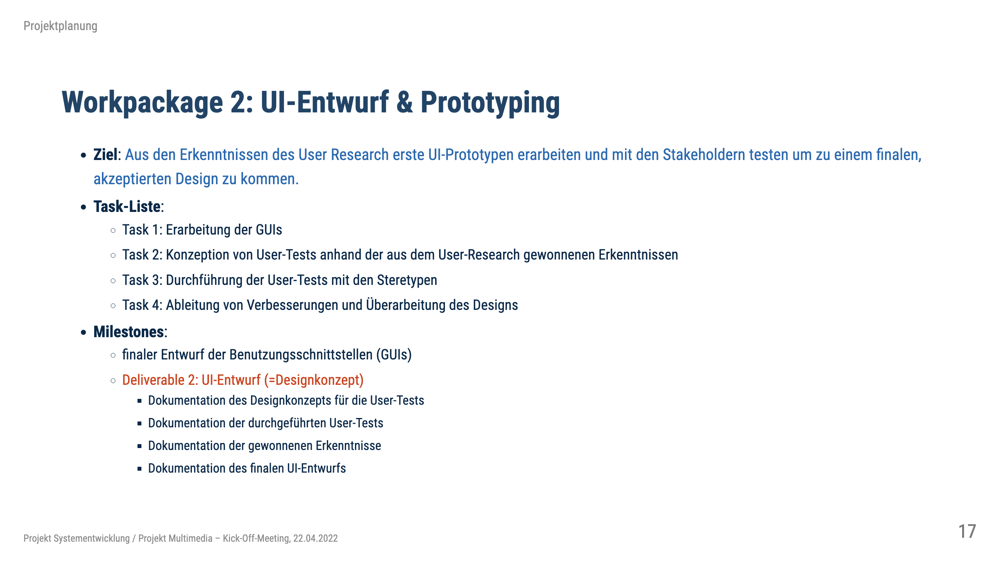 Projektplanung
Workpackage 2: UI-Entwurf & Prototyping
• Ziel: Aus den Erkenntnissen des User Research erste UI-Prototypen erarbeiten und mit den Stakeholdern testen um zu einem finalen,
akzeptierten Design zu kommen.
• Task-Liste:
○ Task 1: Erarbeitung der GUIs
○ Task 2: Konzeption von User-Tests anhand der aus dem User-Research gewonnenen Erkenntnissen
○ Task 3: Durchführung der User-Tests mit den Steretypen
○ Task 4: Ableitung von Verbesserungen und Überarbeitung des Designs
• Milestones:
○ finaler Entwurf der Benutzungsschnittstellen (GUIs)
○ Deliverable 2: UI-Entwurf (=Designkonzept)
▪ Dokumentation des Designkonzepts für die User-Tests
▪ Dokumentation der durchgeführten User-Tests
▪ Dokumentation der gewonnenen Erkenntnisse
▪ Dokumentation des finalen UI-Entwurfs
Projekt Systementwicklung / Projekt Multimedia – Kick-Off-Meeting, 22.04.2022
17